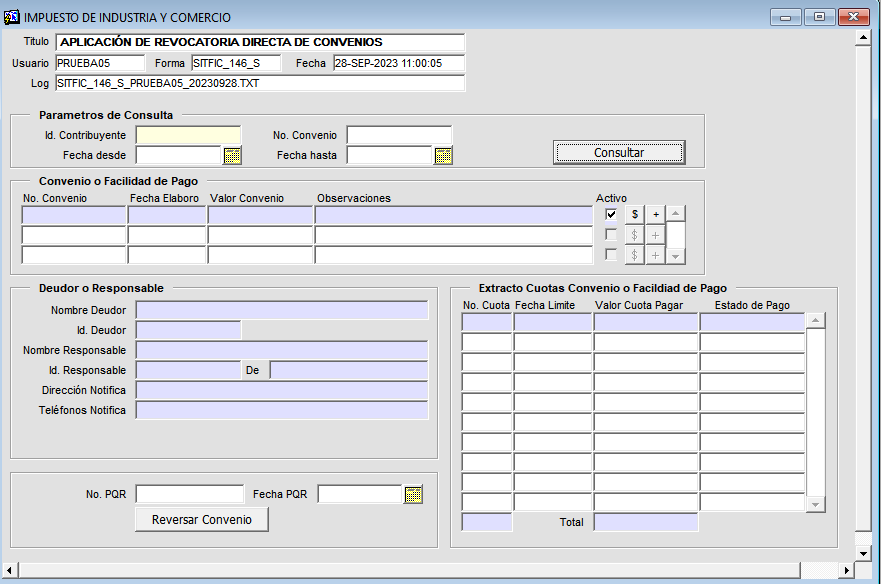 IMPUESTO DE INDUSTRIA Y COMERCIO
Titulo APLICACIÓN DE REVOCATORIA DIRECTA DE CONVENIOS
Usuario PRUEBA05 Forma SITFIC_146_S Fecha 28-SEP-2023 11:00:05
Log SITFIC_146_S_PRUEBA05_20230928.TXT
Parametros de Consulta
Id. Contribuyente No. Convenio
Fecha desde Fecha hasta Consultar
Convenio o Facilidad de Pago
No. Convenio Fecha Elaboro Valor Convenio Observaciones Activo
$ +
$ +
$ +
Deudor o Responsable
Nombre Deudor
Id. Deudor
Nombre Responsable
Id. Responsable De
Dirección Notifica
Teléfonos Notifica
Extracto Cuotas Convenio o Facildiad de Pago
No. Cuota Fecha Limite Valor Cuota Pagar Estado de Pago
Total
No. PQR Fecha PQR
Reversar Convenio